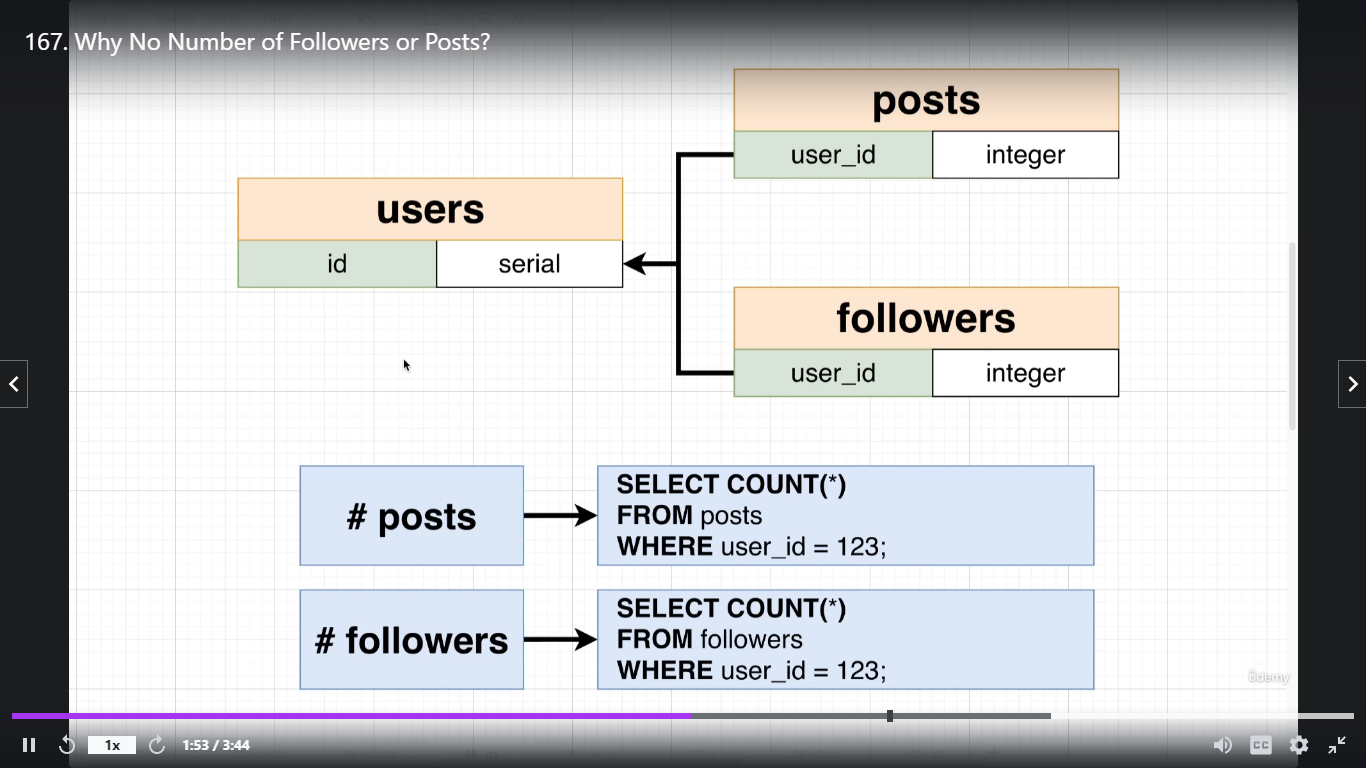 167. Why No Number of Followers or Posts?
posts
user_id integer
users
id serial
followers
user_id integer
# posts
SELECT COUNT(*)
FROM posts
WHERE user_id = 123;
# followers
SELECT COUNT(*)
FROM followers
WHERE user_id = 123;
ûdemy
1x 1:53 / 3:44 CC